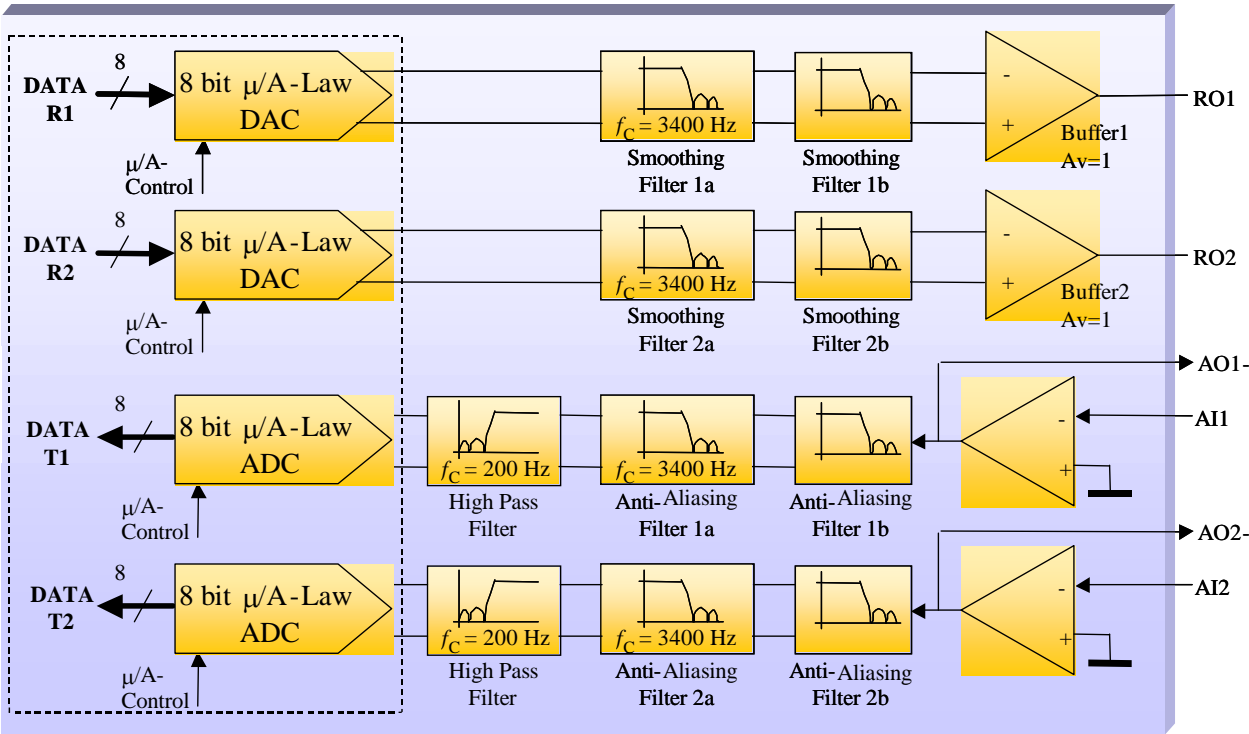 DATA
R1
8
8 bit μ/A-Law
DAC
μ/A-
Control
fC = 3400 Hz
Smoothing
Filter 1a
Smoothing
Filter 1b
-
+
Buffer1
Av=1
RO1
DATA
R2
8
8 bit μ/A-Law
DAC
μ/A-
Control
fC = 3400 Hz
Smoothing
Filter 2a
Smoothing
Filter 2b
-
+
Buffer2
Av=1
RO2
DATA
T1
8
8 bit μ/A-Law
ADC
μ/A-
Control
fC = 200 Hz
High Pass
Filter
fC = 3400 Hz
Anti-Aliasing
Filter 1a
Anti-Aliasing
Filter 1b
-
+
AO1-
AI1
DATA
T2
8
8 bit μ/A-Law
ADC
μ/A-
Control
fC = 200 Hz
High Pass
Filter
fC = 3400 Hz
Anti-Aliasing
Filter 2a
Anti-Aliasing
Filter 2b
-
+
AO2-
AI2